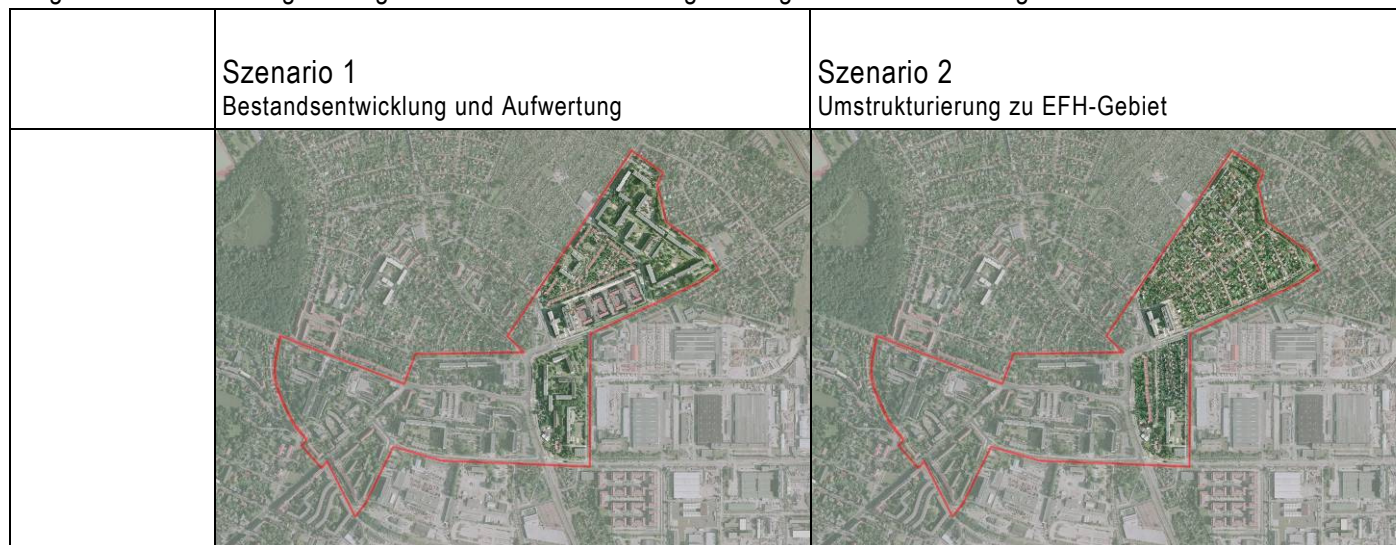 Szenario 1
Bestandsentwicklung und Aufwertung
Szenario 2
Umstrukturierung zu EFH-Gebiet